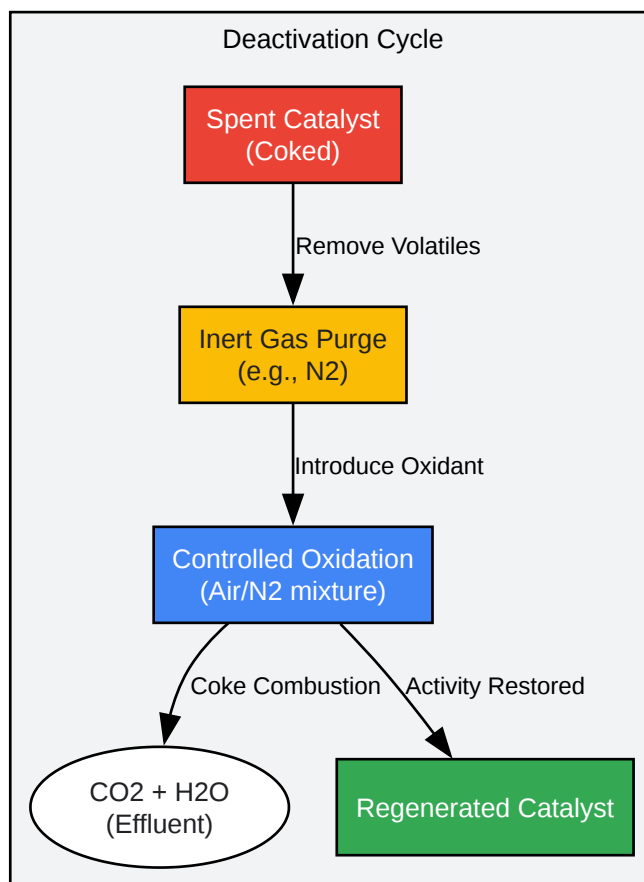 Deactivation Cycle
Spent Catalyst
(Coked)
Remove Volatiles
Inert Gas Purge
(e.g., N2)
Introduce Oxidant
Controlled Oxidation
(Air/N2 mixture)
Coke Combustion
Activity Restored
CO2 + H2O
(Effluent)
Regenerated Catalyst